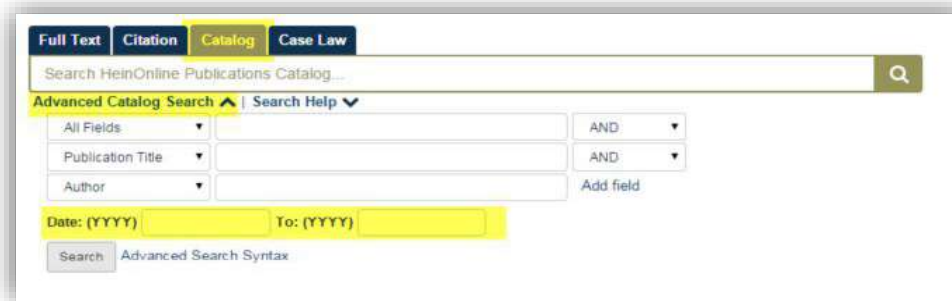 Full Text Citation Catalog Case Law
Search HeinOnline Publications Catalog...
Advanced Catalog Search | Search Help
All Fields AND
Publication Title AND
Author Add field
Date: (YYYY) To: (YYYY)
Search Advanced Search Syntax